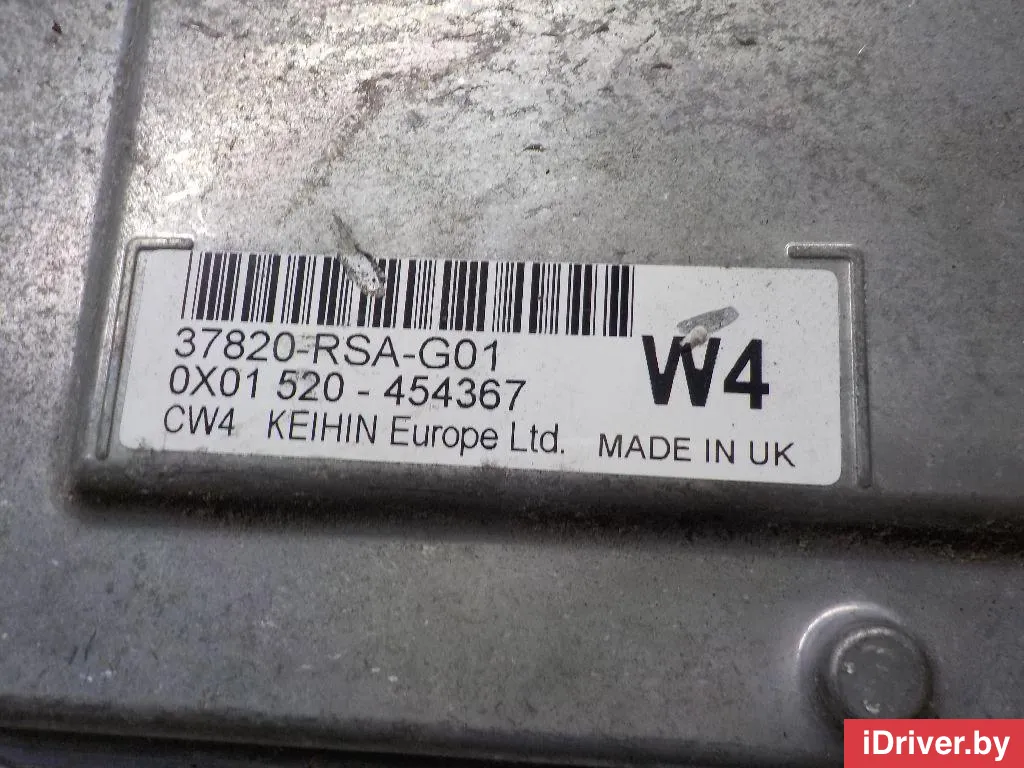 37820-RSA-G01
W4
0X01 520 - 454367
CW4 KEIHIN Europe Ltd. MADE IN UK
iDriver.by